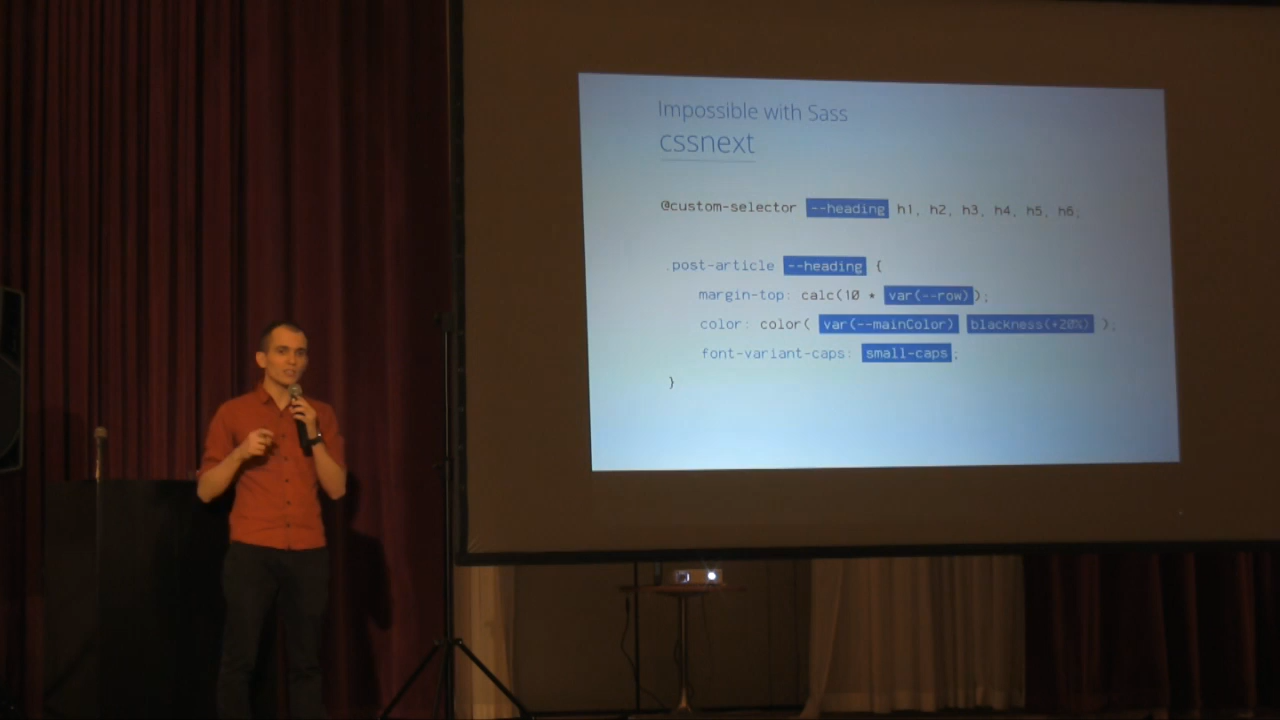 Impossible with Sass
cssnext
@custom-selector --heading h1, h2, h3, h4, h5, h6;
.post-article --heading {
margin-top: calc(10 * var(--row));
color: color( var(--mainColor) blackness(+20%) );
font-variant-caps: small-caps;
}